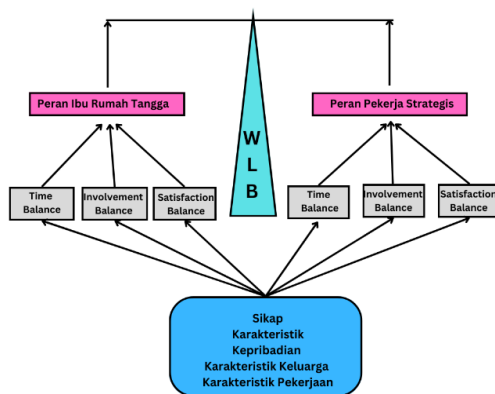 Peran Ibu Rumah Tangga
Peran Pekerja Strategis
W
L
B
Time
Balance
Involvement
Balance
Satisfaction
Balance
Time
Balance
Involvement
Balance
Satisfaction
Balance
Sikap
Karakteristik
Kepribadian
Karakteristik Keluarga
Karakteristik Pekerjaan